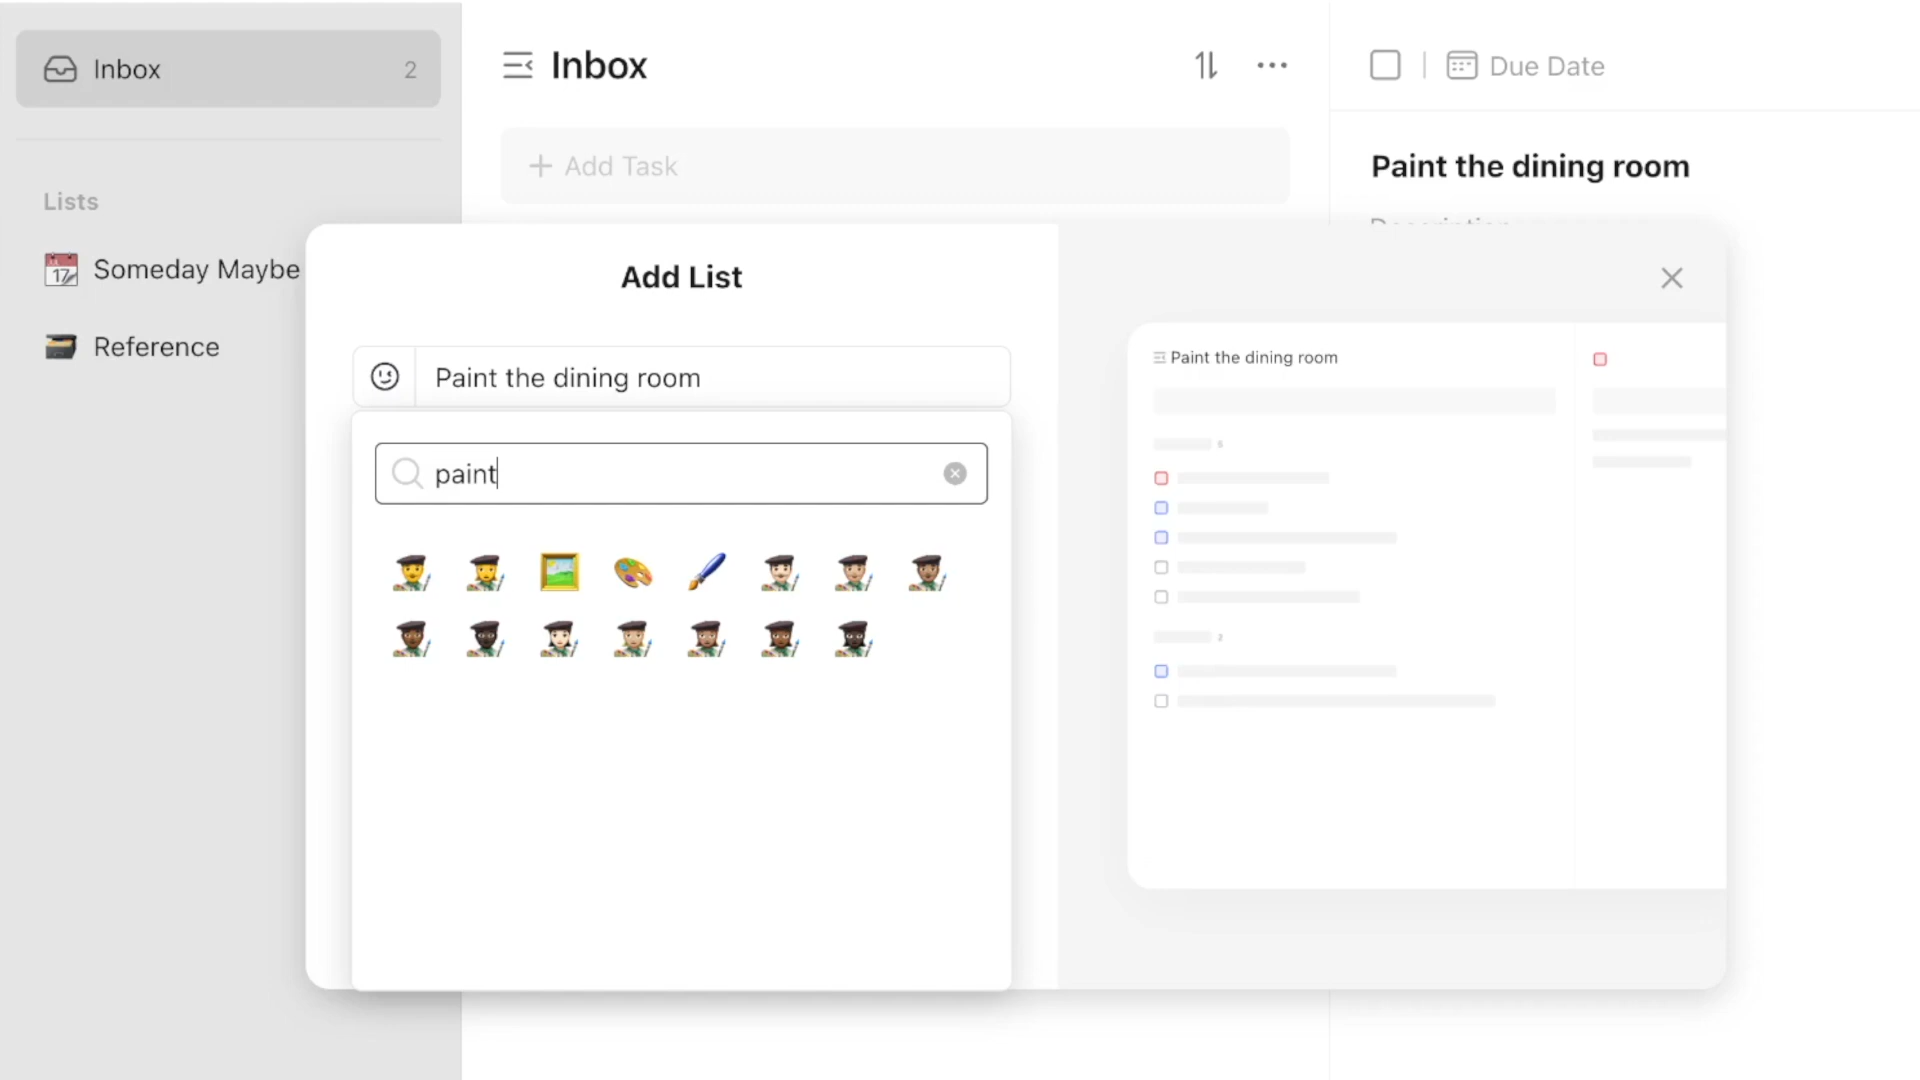 Inbox
2
Lists
Someday Maybe
Reference
Inbox
Add Task
Due Date
Paint the dining room
Add List
Paint the dining room
paint
17
Paint the dining room